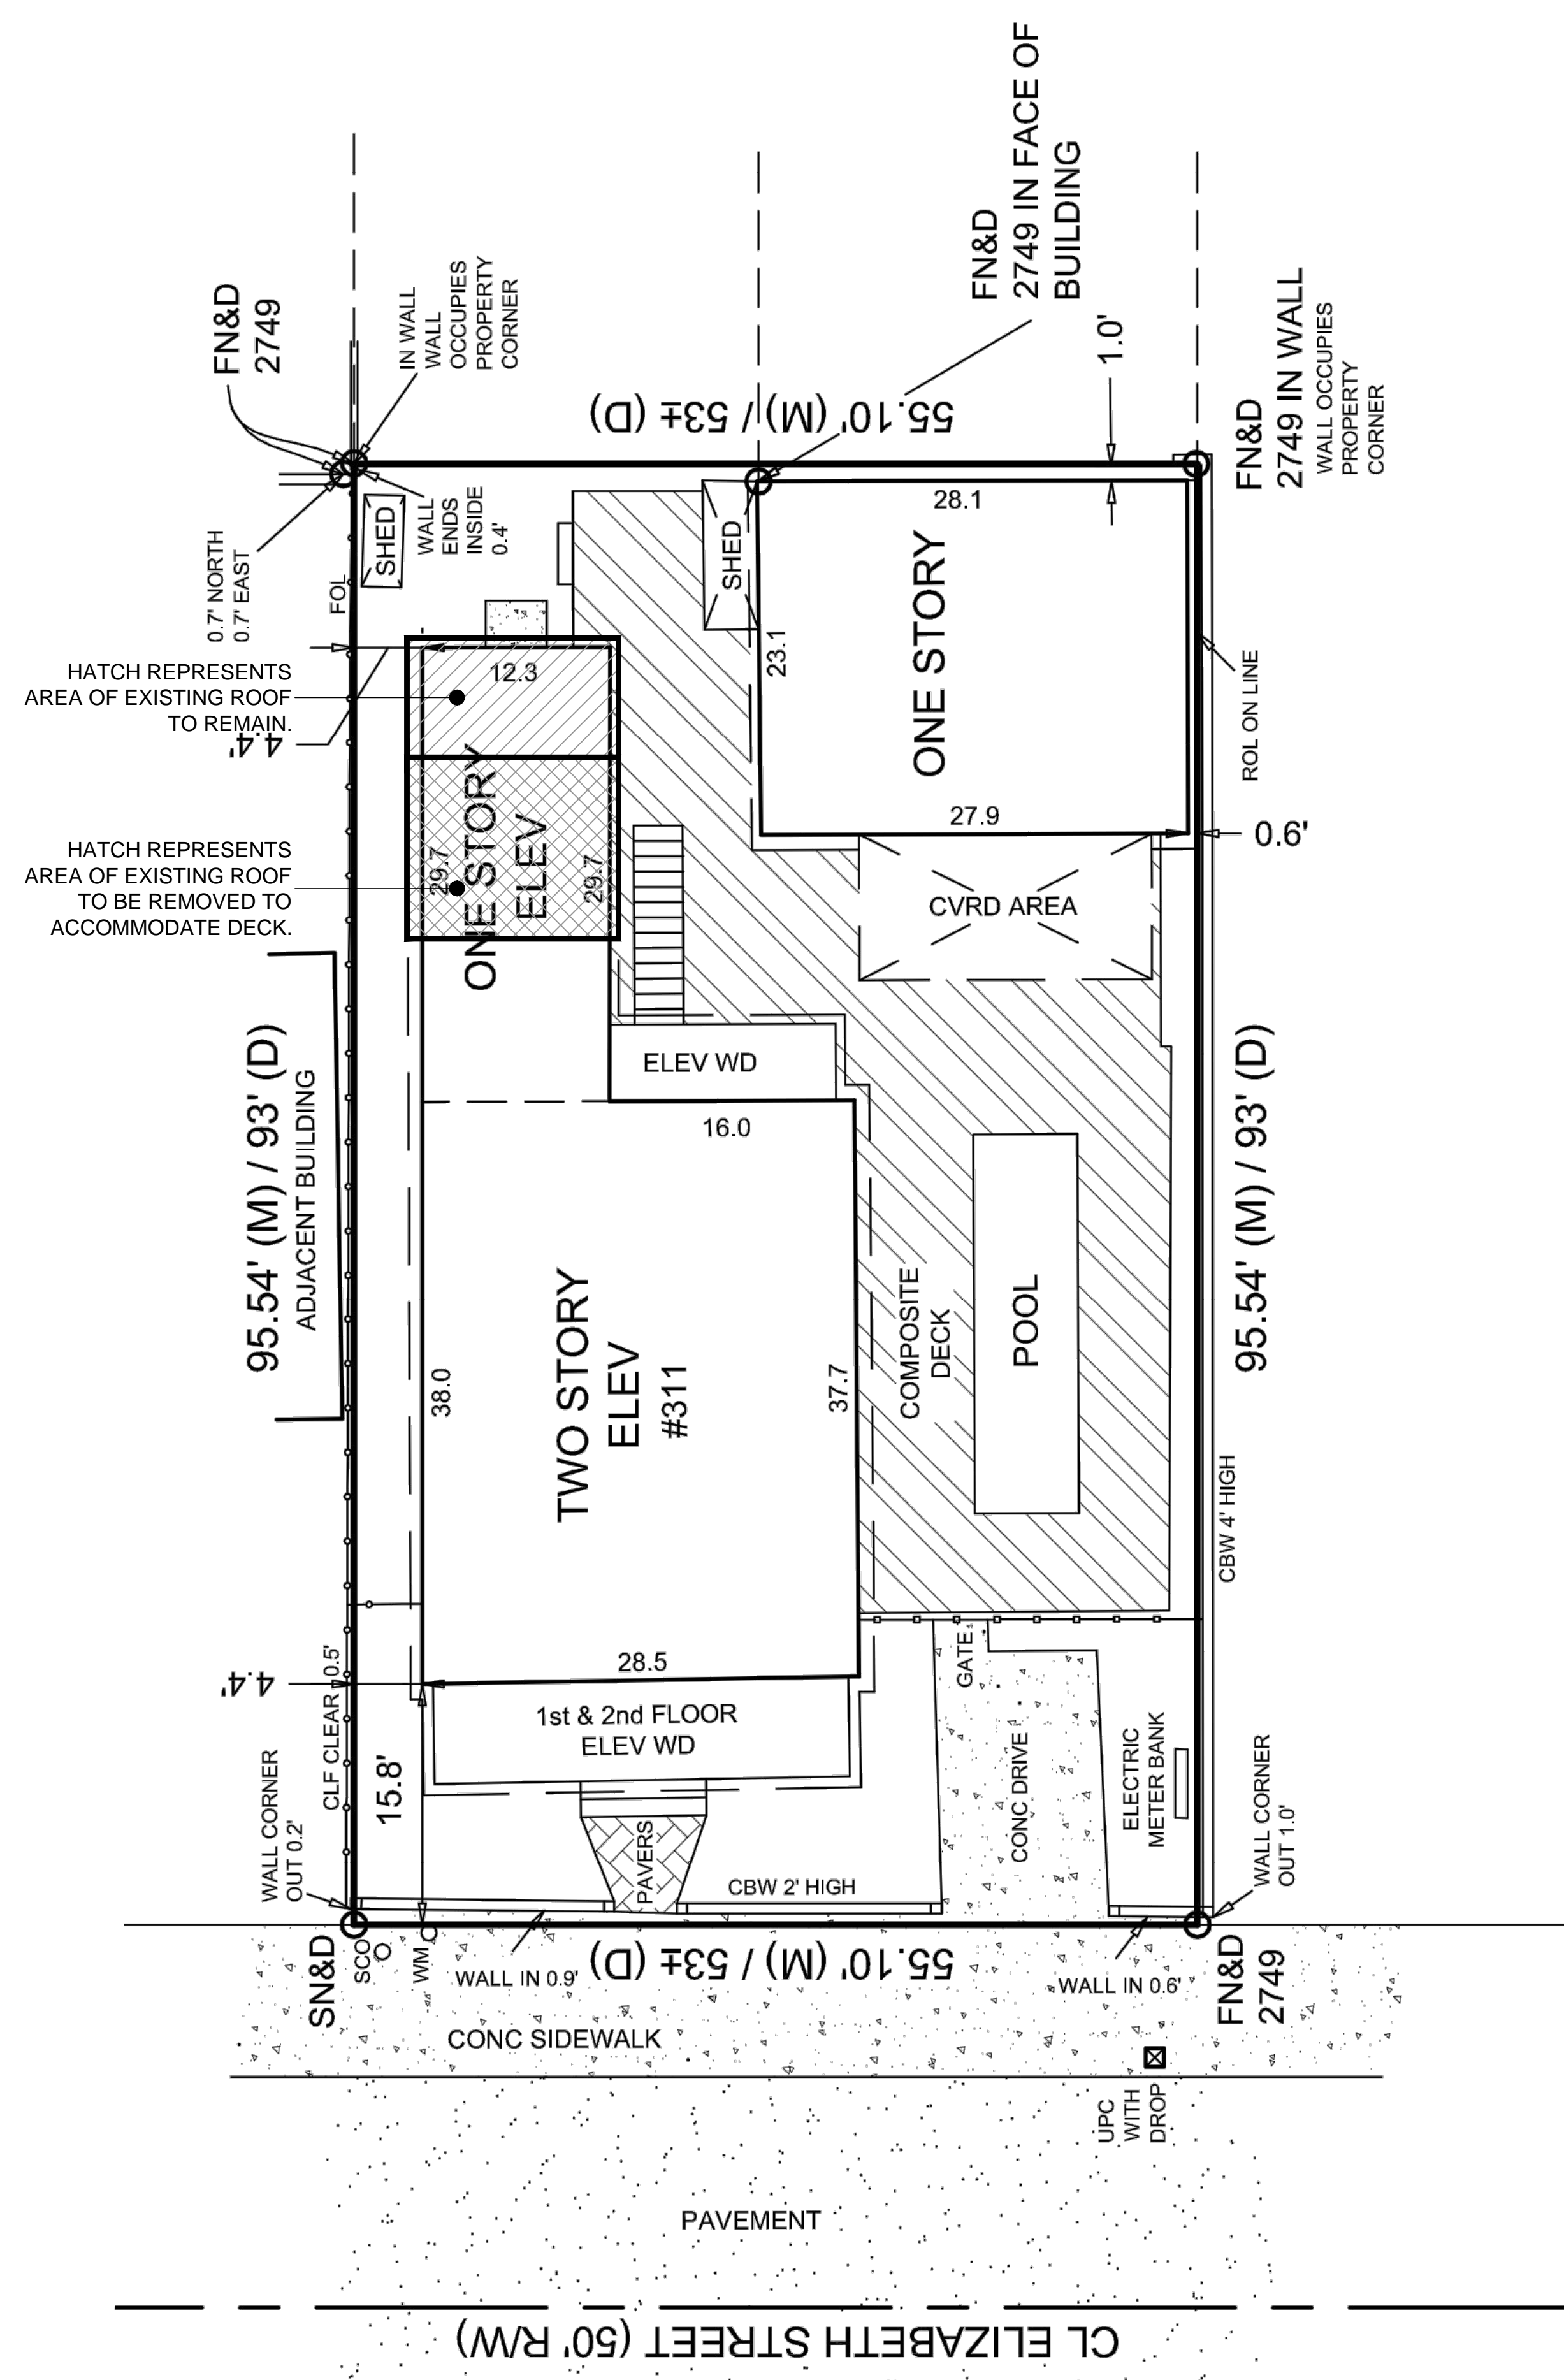 FN&D
2749 IN FACE OF
BUILDING
FN&D
2749
IN WALL
WALL
OCCUPIES
PROPERTY
CORNER
1.0'
FN&D
2749 IN WALL
WALL OCCUPIES
PROPERTY
CORNER
55.10' (M) / 53± (D)
0.7' NORTH
0.7' EAST
FOL
SHED
WALL
ENDS
INSIDE
0.4'
SHED
28.1
ONE STORY
23.1
27.9
ROL ON LINE
0.6'
HATCH REPRESENTS
AREA OF EXISTING ROOF
TO REMAIN.
4.4'
12.3
HATCH REPRESENTS
AREA OF EXISTING ROOF
TO BE REMOVED TO
ACCOMMODATE DECK.
29.7
ONE STORY
ELEV
29.7
CVRD AREA
95.54' (M) / 93' (D)
ADJACENT BUILDING
ELEV WD
16.0
95.54' (M) / 93' (D)
38.0
TWO STORY
ELEV
#311
37.7
COMPOSITE
DECK
POOL
CBW 4' HIGH
4.4'
CLF CLEAR 0.5'
28.5
1st & 2nd FLOOR
ELEV WD
GATE
WALL CORNER
OUT 0.2'
15.8'
PAVERS
CBW 2' HIGH
CONC DRIVE
ELECTRIC
METER BANK
WALL CORNER
OUT 1.0'
SN&D
SCO
WM
WALL IN 0.9'
55.10' (M) / 53± (D)
WALL IN 0.6'
FN&D
2749
CONC SIDEWALK
UPC
WITH
DROP
PAVEMENT
CL ELIZABETH STREET (50' R/W)